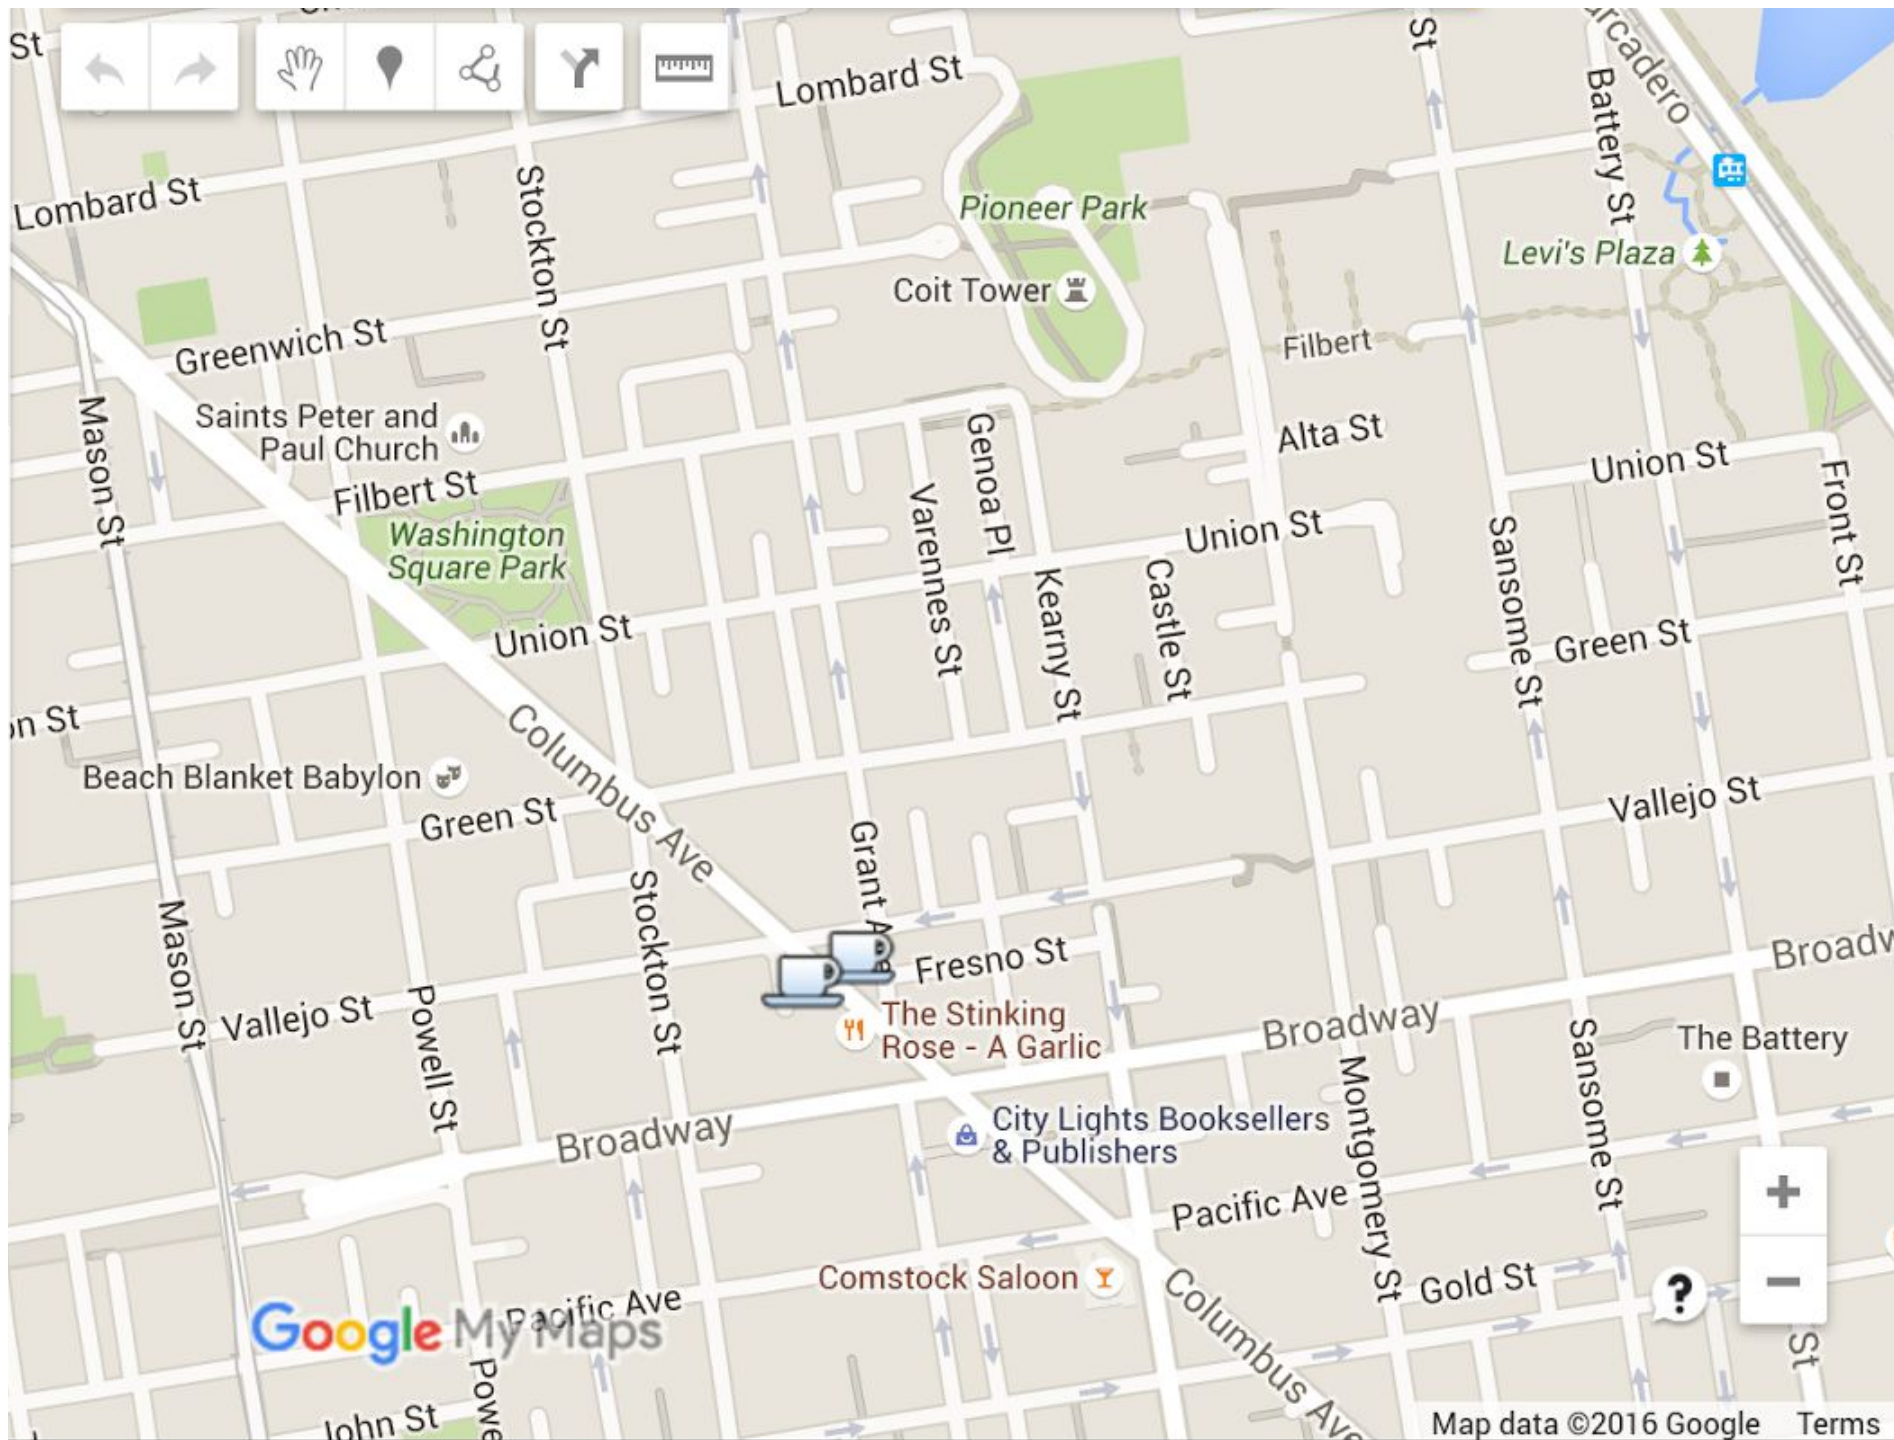 St
Lombard St
St
Battery St
Lombard St
Stockton St
Pioneer Park
Levi's Plaza
Coit Tower
Greenwich St
Filbert
Mason St
Saints Peter and
Paul Church
Genoa Pl
Alta St
Union St
Front St
Filbert St
Washington
Square Park
Varennes St
Union St
Sansome St
Kearny St
Castle St
Union St
Green St
on St
Columbus Ave
Beach Blanket Babylon
Green St
Vallejo St
Grant Ave
Stockton St
Mason St
Fresno St
Broadw
Vallejo St
Powell St
The Stinking
Rose - A Garlic
Broadway
Sansome St
The Battery
Montgomery St
City Lights Booksellers
& Publishers
Broadway
Pacific Ave
Comstock Saloon
Gold St
Columbus Ave
Pacific Ave
Google My Maps
St
Powe
John St
Map data ©2016 Google Terms